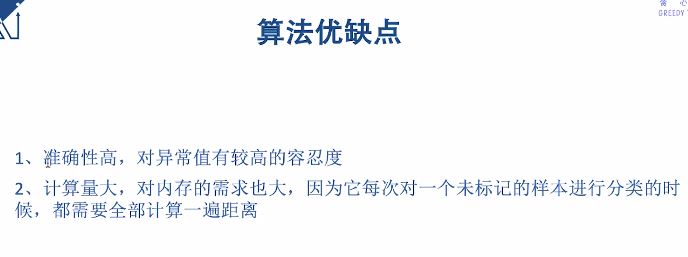 算法优缺点
GREEDY
1、准确性高，对异常值有较高的容忍度
2、计算量大，对内存的需求也大，因为它每次对一个未标记的样本进行分类的时
候，都需要全部计算一遍距离